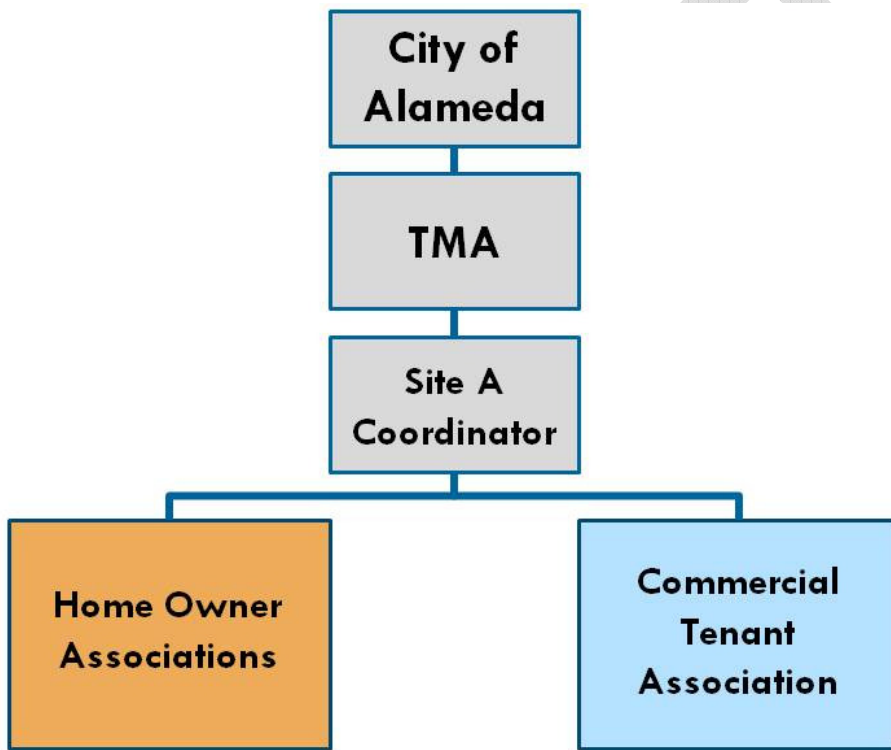 City of
Alameda
TMA
Site A
Coordinator
Home Owner
Associations
Commercial
Tenant
Association